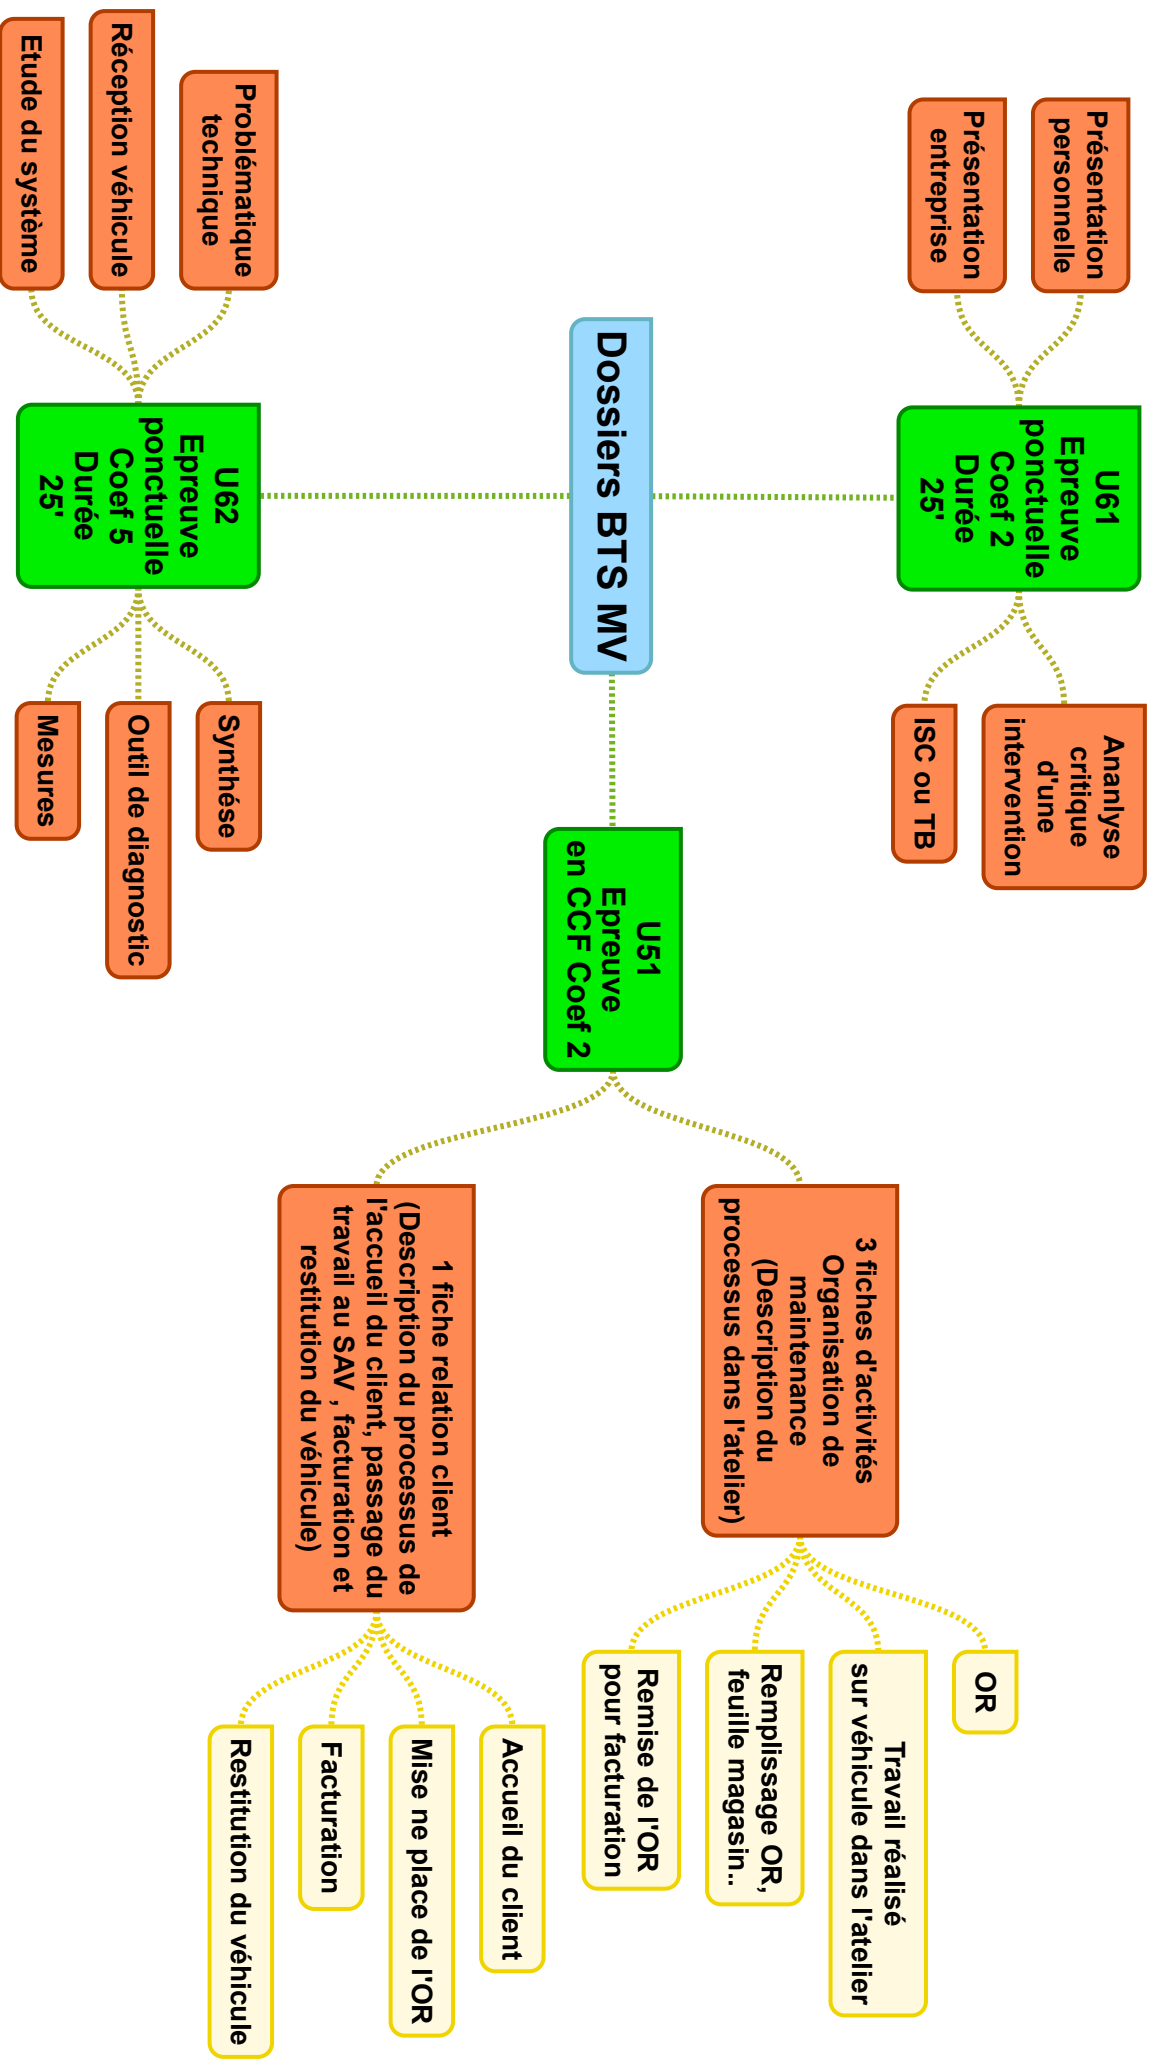 Dossiers BTS MV
U61
Epreuve
ponctuelle
Coef 2
Durée
25'
Présentation
personnelle
Présentation
entreprise
Ananlyse
critique
d'une
intervention
ISC ou TB
U51
Epreuve
en CCF Coef 2
3 fiches d'activités
Organisation de
maintenance
(Description du
processus dans l'atelier)
OR
Travail réalisé
sur véhicule dans l'atelier
Remplissage OR,
feuille magasin..
Remise de l'OR
pour facturation
1 fiche relation client
(Description du processus de
l'accueil du client, passage du
travail au SAV , facturation et
restitution du véhicule)
Accueil du client
Mise ne place de l'OR
Facturation
Restitution du véhicule
U62
Epreuve
ponctuelle
Coef 5
Durée
25'
Problématique
technique
Réception véhicule
Etude du système
Synthése
Outil de diagnostic
Mesures